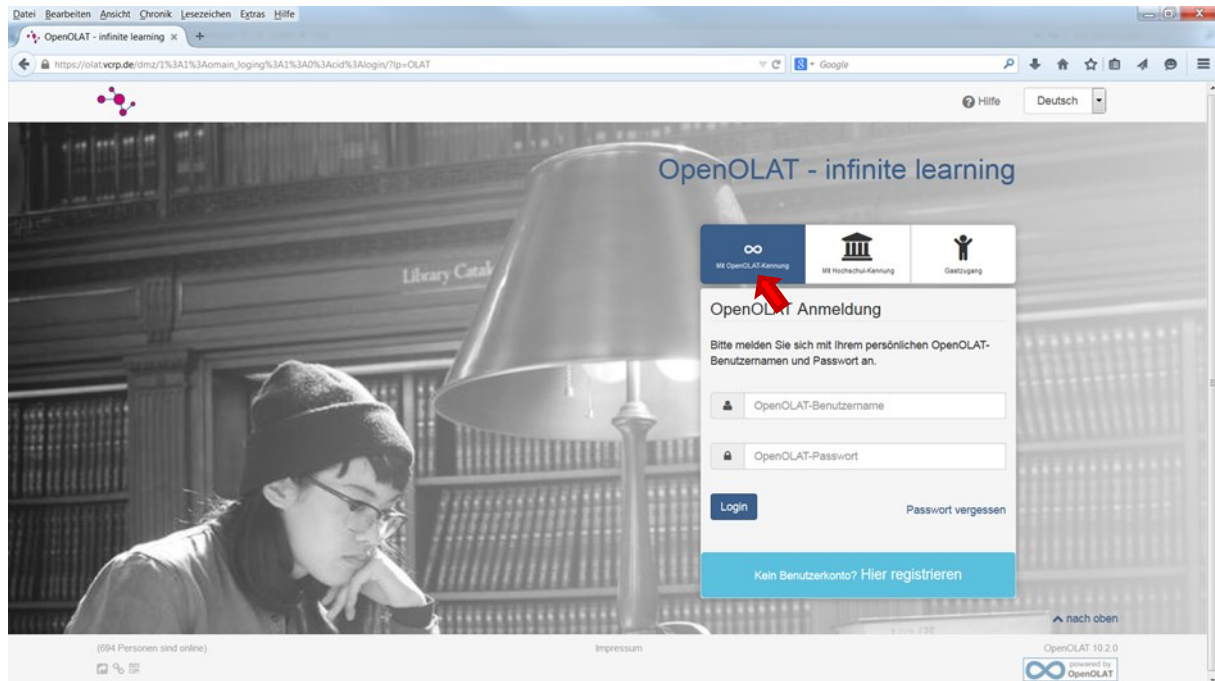 Datei Bearbeiten Ansicht Chronik Lesezeichen Extras Hilfe
OpenOLAT - infinite learning × +
https://olat.vcrp.de/dmz/1%3A1%3Aomain_loging%3A1%3A0%3Acid%3Alogin/?lp=OLAT
8 Google
Hilfe
Deutsch
Library Catal
OpenOLAT - infinite learning
Mit OpenOLAT-Kennung
Mit Hochschul-Kennung
Gastzugang
OpenOLAT Anmeldung
Bitte melden Sie sich mit Ihrem persönlichen OpenOLAT-
Benutzernamen und Passwort an.
OpenOLAT-Benutzername
OpenOLAT-Passwort
Login
Passwort vergessen
Kein Benutzerkonto? Hier registrieren
nach oben
(694 Personen sind online)
Impressum
OpenOLAT 10.2.0
powered by
OpenOLAT